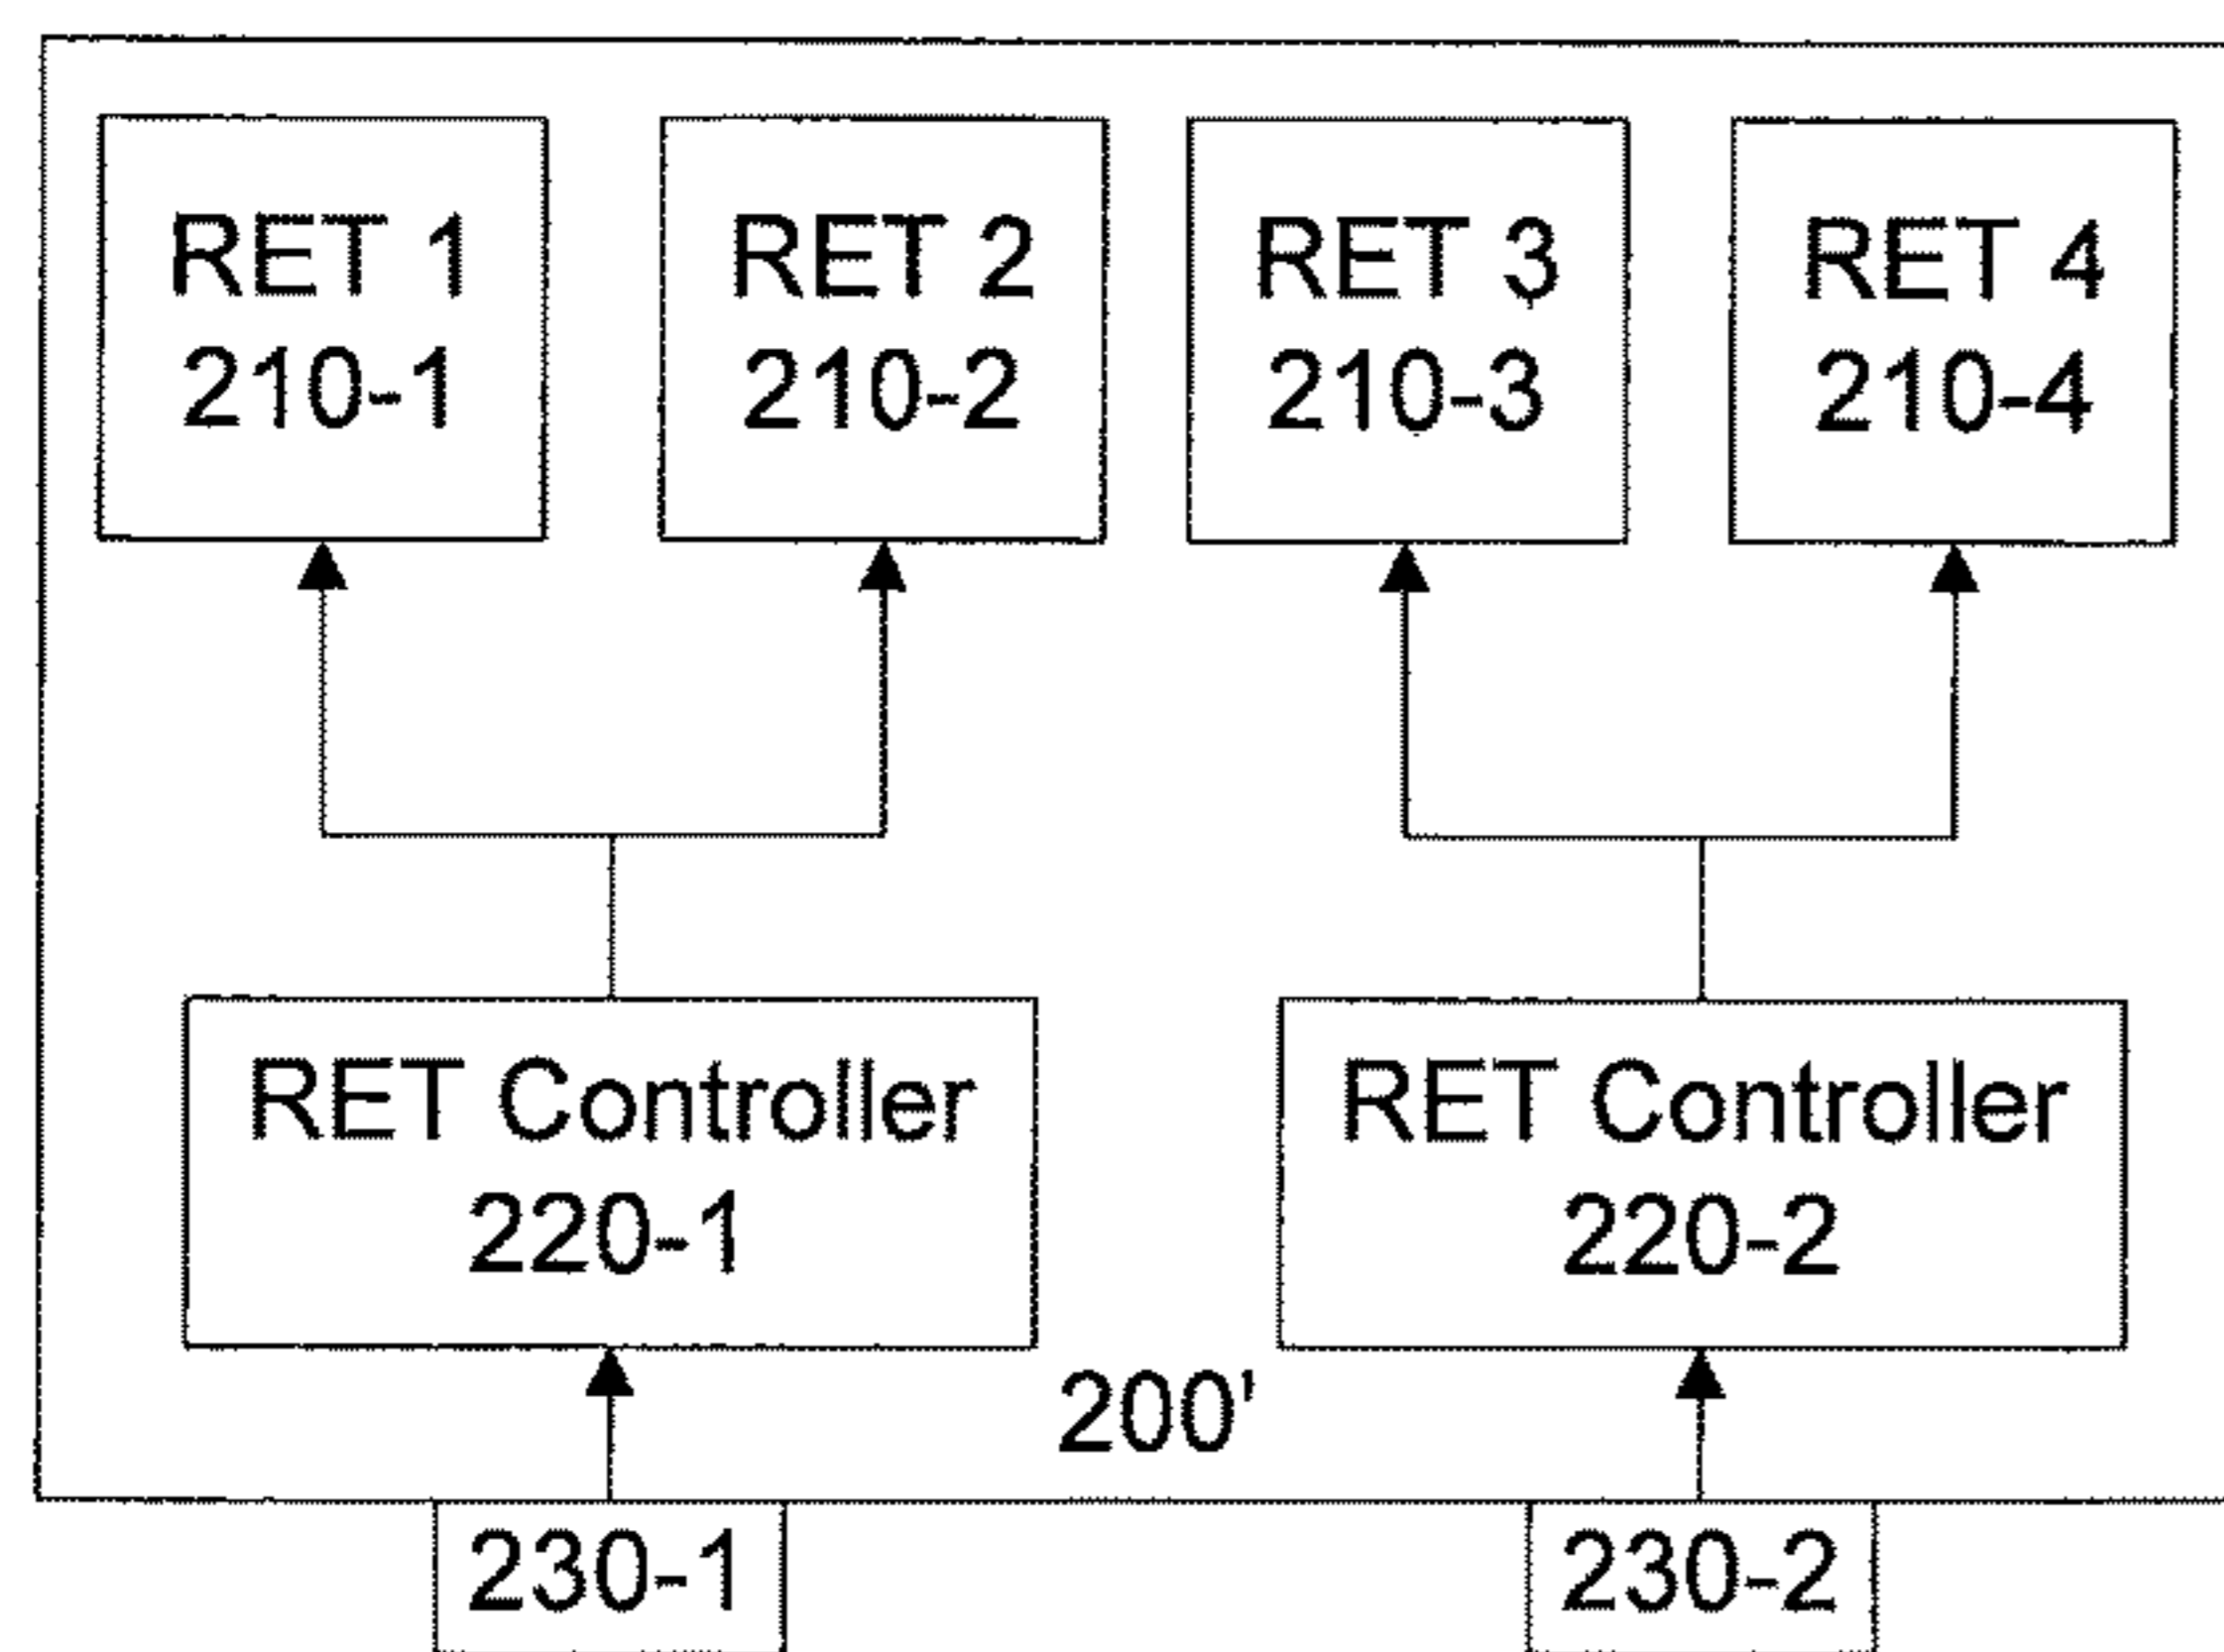 RET 1
210-1
RET 2
210-2
RET 3
210-3
RET 4
210-4
RET Controller
220-1
RET Controller
220-2
200'
230-1
230-2